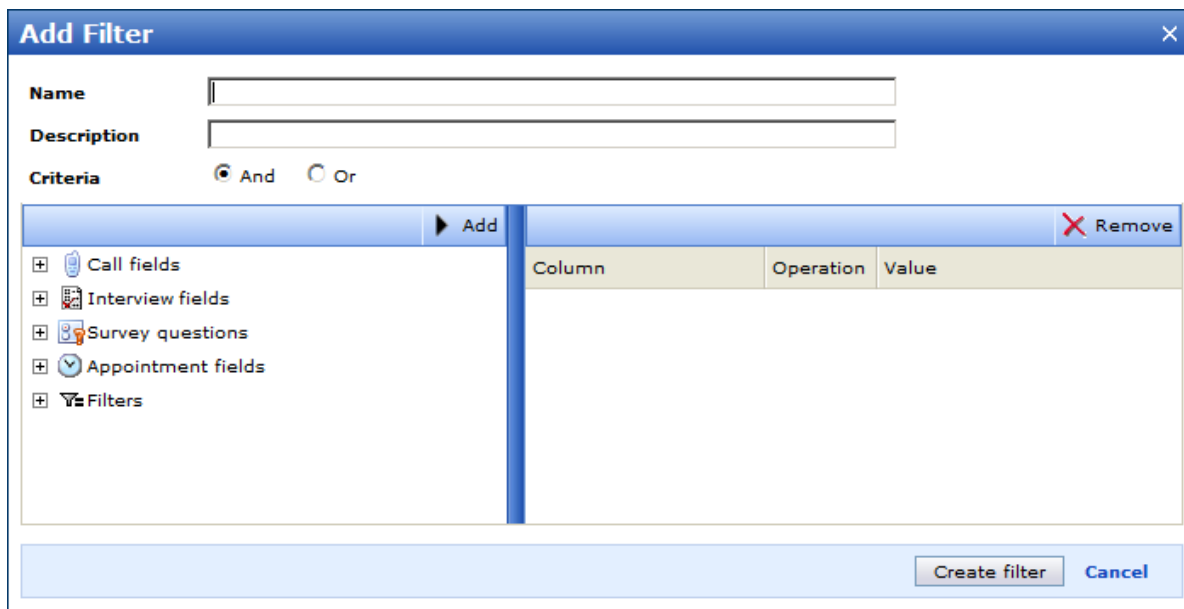 Add Filter
Name
Description
Criteria And Or
Add
Remove
Call fields
Interview fields
Survey questions
Appointment fields
Filters
Column Operation Value
Create filter Cancel